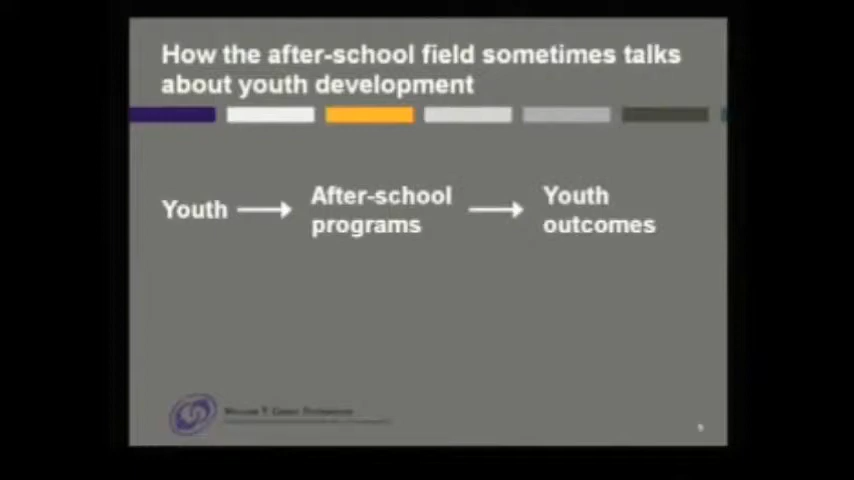 How the after-school field sometimes talks
about youth development
Youth
After-school
programs
Youth
outcomes